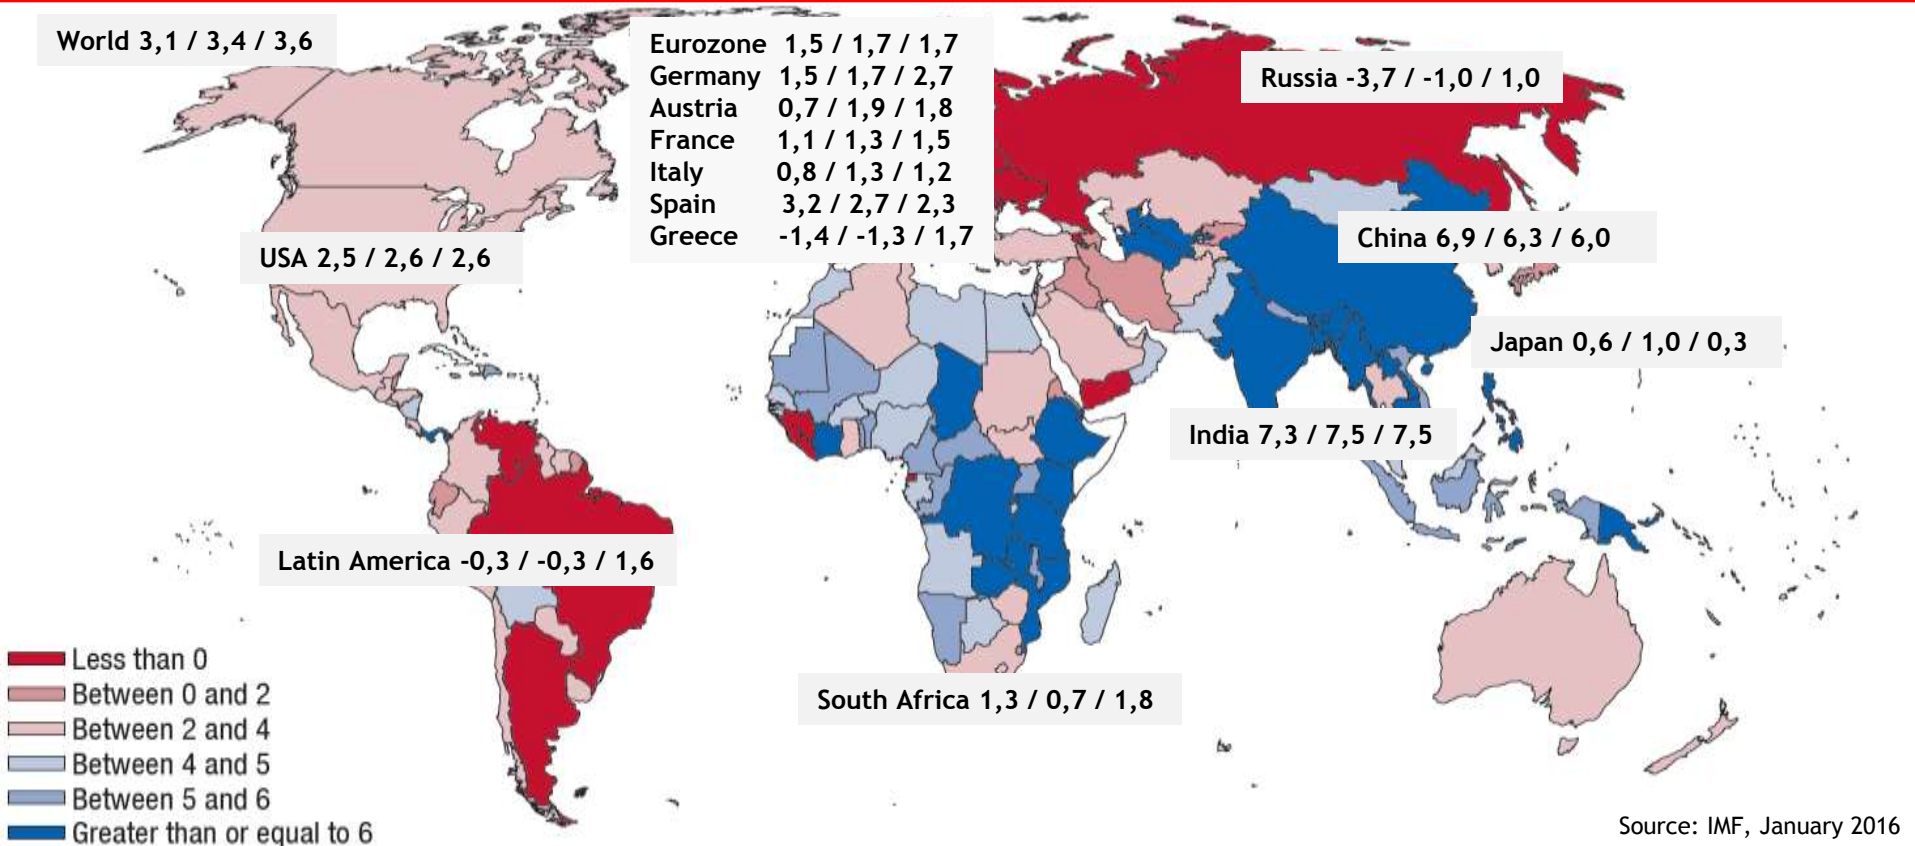 World 3,1 / 3,4 / 3,6
Eurozone 1,5 / 1,7 / 1,7
Germany 1,5 / 1,7 / 2,7
Austria 0,7 / 1,9 / 1,8
France 1,1 / 1,3 / 1,5
Italy 0,8 / 1,3 / 1,2
Spain 3,2 / 2,7 / 2,3
Greece -1,4 / -1,3 / 1,7
Russia -3,7 / -1,0 / 1,0
USA 2,5 / 2,6 / 2,6
China 6,9 / 6,3 / 6,0
Japan 0,6 / 1,0 / 0,3
India 7,3 / 7,5 / 7,5
Latin America -0,3 / -0,3 / 1,6
South Africa 1,3 / 0,7 / 1,8
Less than 0
Between 0 and 2
Between 2 and 4
Between 4 and 5
Between 5 and 6
Greater than or equal to 6
Source: IMF, January 2016